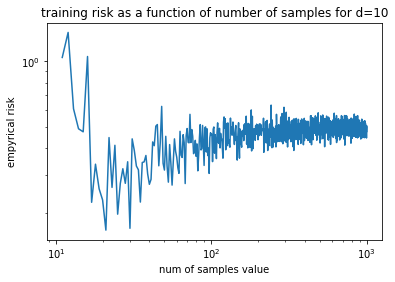 training risk as a function of number of samples for d=10
empyrical risk
10⁰
10¹
10²
10³
num of samples value